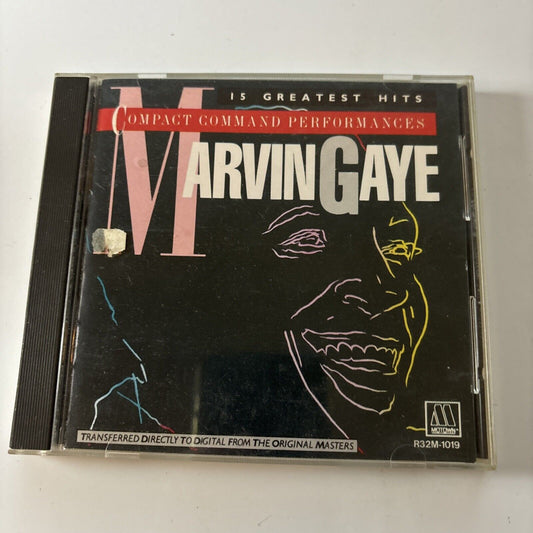 15 GREATEST HITS
COMPACT COMMAND PERFORMANCES
MARVIN GAYE
TRANSFERRED DIRECTLY TO DIGITAL FROM THE ORIGINAL MASTERS
MOTOWN
R32M-1019